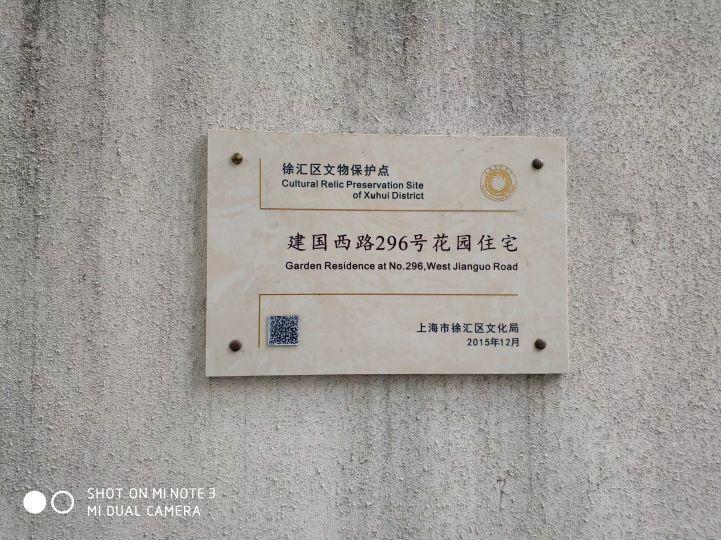 徐汇区文物保护点
Cultural Relic Preservation Site
of Xuhui District
建国西路296号花园住宅
Garden Residence at No.296,West Jianguo Road
上海市徐汇区文化局
2015年12月
SHOT ON MI NOTE 3
MI DUAL CAMERA